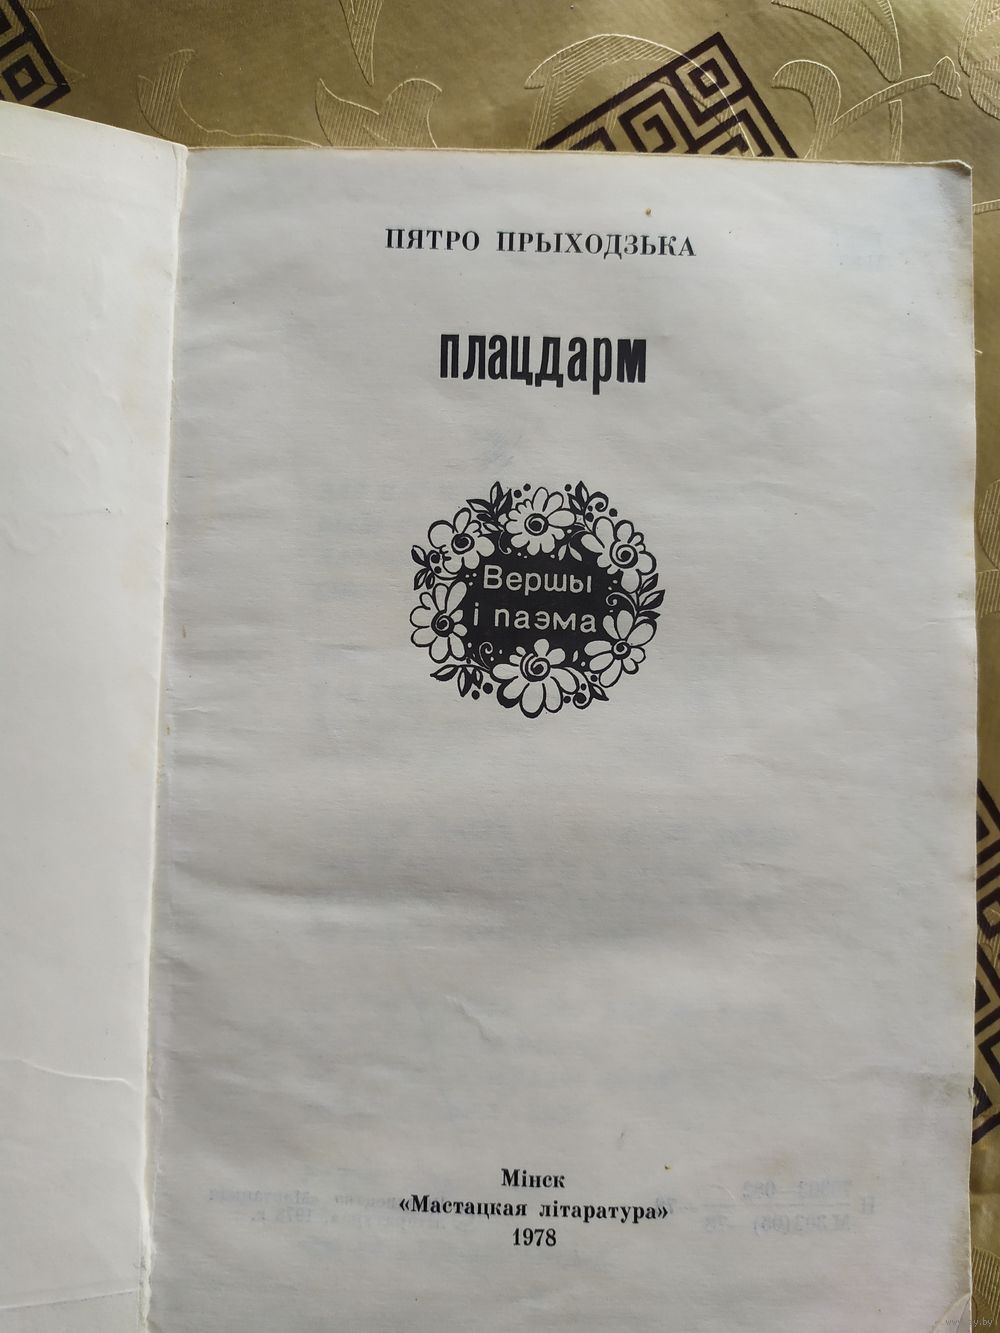 ПЯТРО ПРЫХОДЗЬКА
плацдарм
Вершы
і паэма
Мінск
«Мастацкая літаратура»
1978